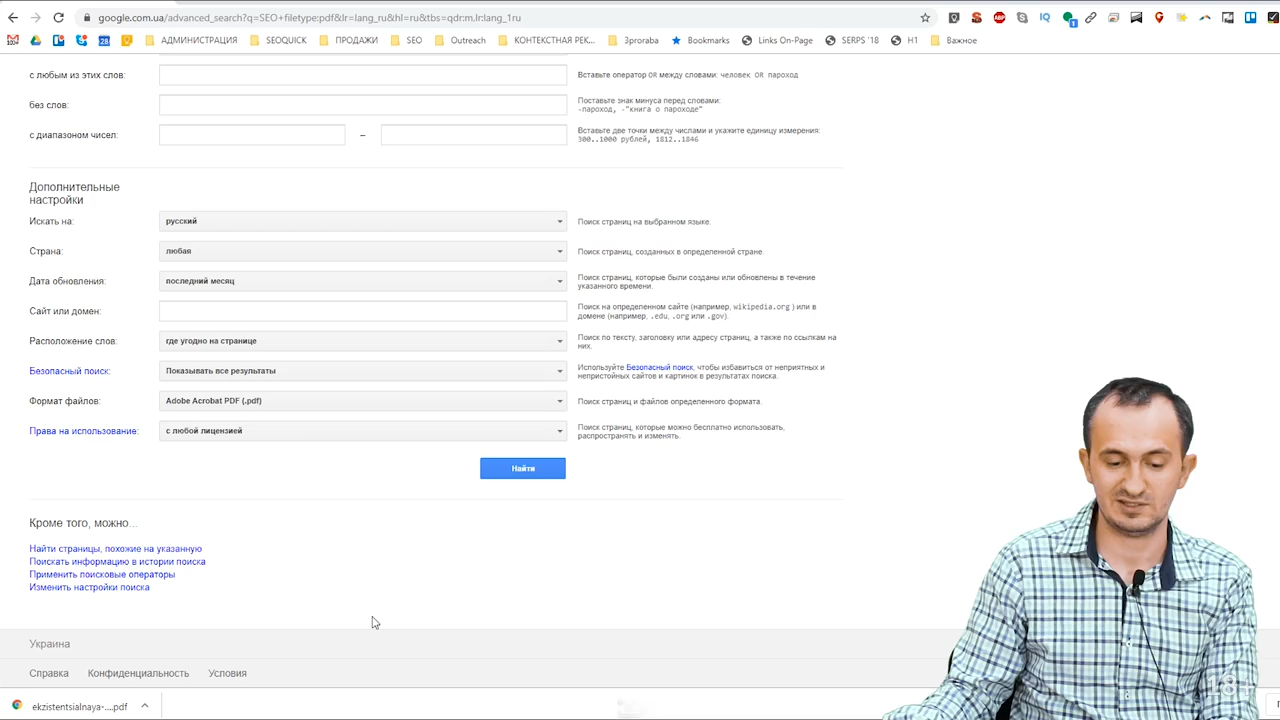 google.com.ua/advanced_search?q=SEO+filetype:pdf&lr=lang_ru&hl=ru&tbs=qdr:m,lr:lang_1ru
АДМИНИСТРАЦИЯ HR ПРОДАЖИ SEO Outreach КОНТЕКСТНАЯ РЕК... Зproraba Bookmarks Links On-Page SERPS '18 H1 Важное
с любым из этих слов: Вставьте оператор OR между словами: человек OR пароход
без слов: Поставьте знак минуса перед словами:
-пароход, -"книга о пароходе"
с диапазоном чисел: – Вставьте две точки между числами и укажите единицу измерения:
300..1000 рублей, 1812..1846
Дополнительные
настройки
Искать на: русский Поиск страниц на выбранном языке.
Страна: любая Поиск страниц, созданных в определенной стране.
Дата обновления: последний месяц Поиск страниц, которые были созданы или обновлены в течение
указанного времени.
Сайт или домен: Поиск на определенном сайте (например, wikipedia.org ) или в
домене (например, .edu, .org или .gov).
Расположение слов: где угодно на странице Поиск по тексту, заголовку или адресу страниц, а также по ссылкам на
них.
Безопасный поиск: Показывать все результаты Используйте Безопасный поиск, чтобы избавиться от неприятных и
непристойных сайтов и картинок в результатах поиска.
Формат файлов: Adobe Acrobat PDF (.pdf) Поиск страниц и файлов определенного формата.
Права на использование: с любой лицензией Поиск страниц, которые можно бесплатно использовать,
распространять и изменять.
Найти
Кроме того, можно...
Найти страницы, похожие на указанную
Поискать информацию в истории поиска
Применить поисковые операторы
Изменить настройки поиска
Украина
Справка Конфиденциальность Условия
ekzistentsialnaya-....pdf
18+